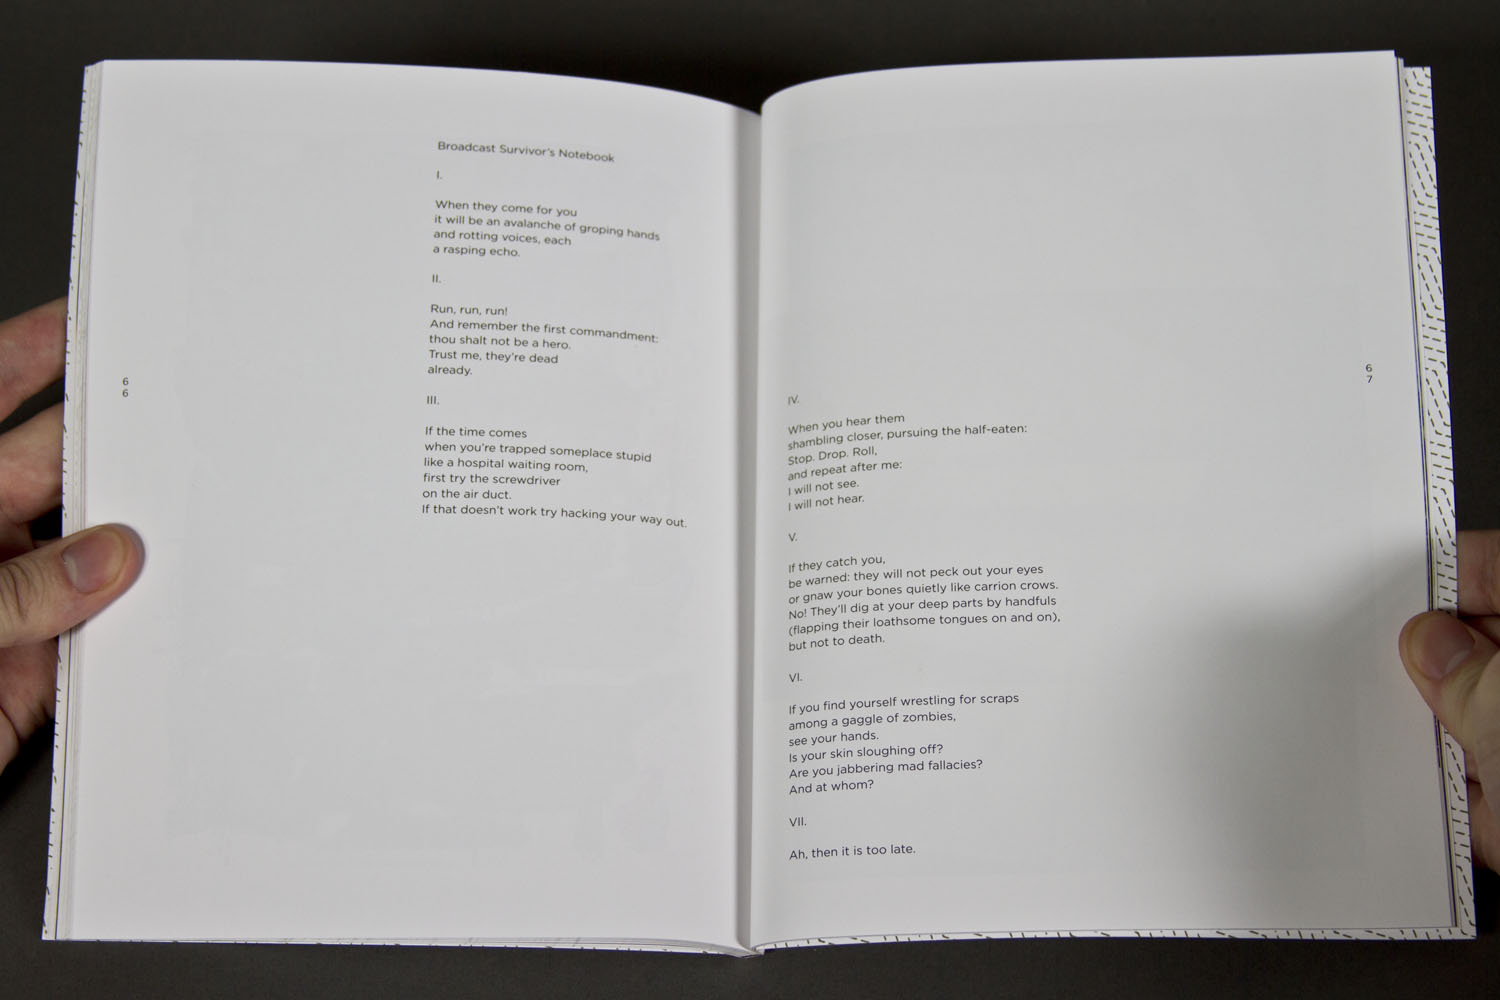 Broadcast Survivor's Notebook
I.
When they come for you
it will be an avalanche of groping hands
and rotting voices, each
a rasping echo.
II.
Run, run, run!
And remember the first commandment:
thou shalt not be a hero.
Trust me, they're dead
already.
III.
If the time comes
when you're trapped someplace stupid
like a hospital waiting room,
first try the screwdriver
on the air duct.
If that doesn't work try hacking your way out.
6
6
IV.
When you hear them
shambling closer, pursuing the half-eaten:
Stop. Drop. Roll,
and repeat after me:
I will not see.
I will not hear.
V.
If they catch you,
be warned: they will not peck out your eyes
or gnaw your bones quietly like carrion crows.
No! They'll dig at your deep parts by handfuls
(flapping their loathsome tongues on and on),
but not to death.
VI.
If you find yourself wrestling for scraps
among a gaggle of zombies,
see your hands.
Is your skin sloughing off?
Are you jabbering mad fallacies?
And at whom?
VII.
Ah, then it is too late.
6
7